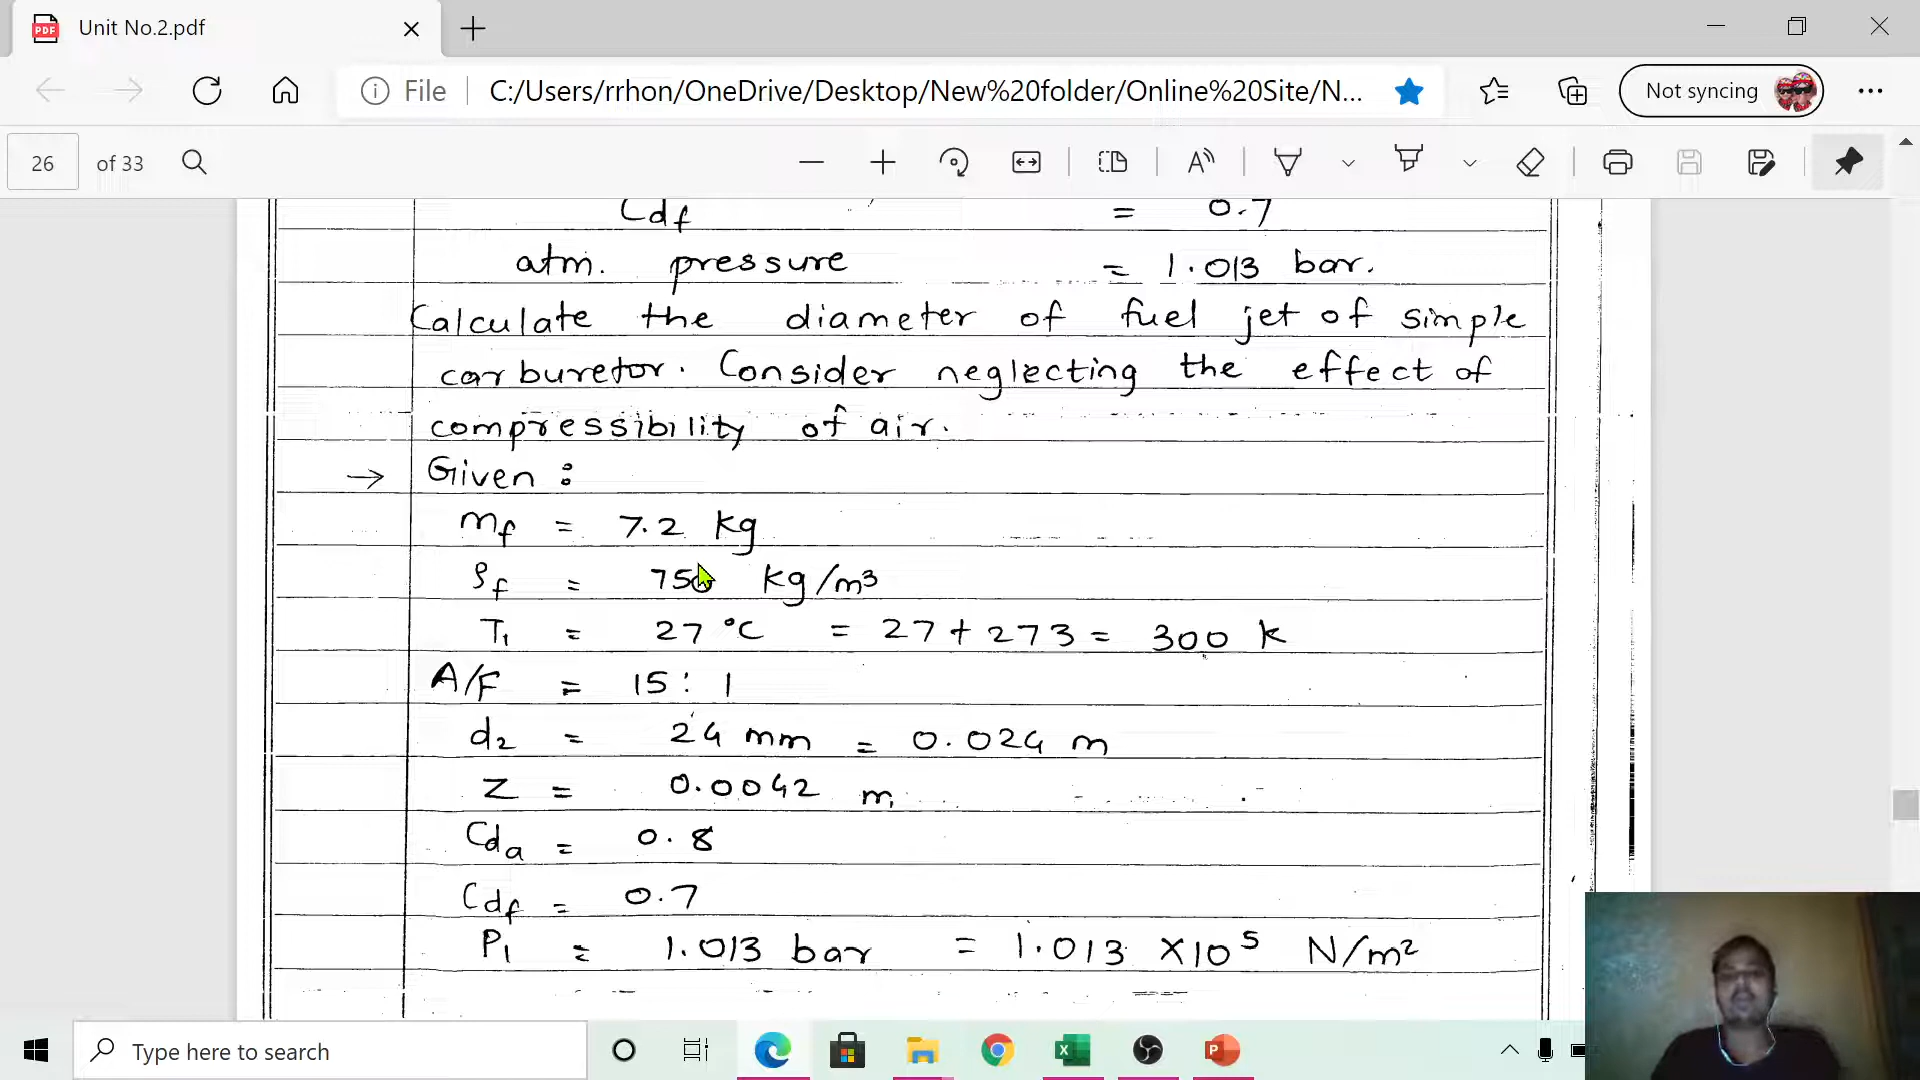 Unit No.2.pdf
File C:/Users/rrhon/OneDrive/Desktop/New%20folder/Online%20Site/N... Not syncing
26 of 33
Cdf = 0.7
atm. pressure = 1.013 bar.
Calculate the diameter of fuel jet of simple
carburetor. Consider neglecting the effect of
compressibility of air.
→ Given :
mf = 7.2 kg
ρf = 750 kg/m³
T₁ = 27 °C = 27 + 273 = 300 k
A/F = 15 : 1
d₂ = 24 mm = 0.024 m
Z = 0.0042 m
Cda = 0.8
Cdf = 0.7
P₁ = 1.013 bar = 1.013 × 10⁵ N/m²
Type here to search